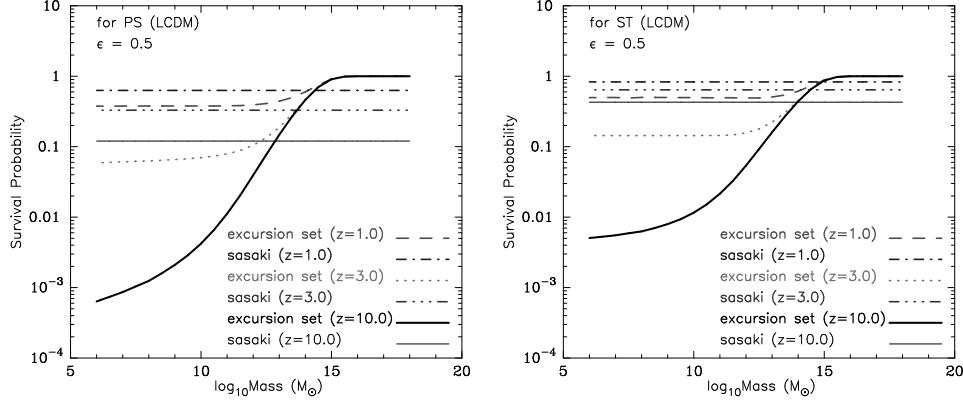 for PS (LCDM)
ϵ = 0.5
1
0.1
0.01
10⁻³
10⁻⁴
Survival Probability
excursion set (z=1.0)
sasaki (z=1.0)
excursion set (z=3.0)
sasaki (z=3.0)
excursion set (z=10.0)
sasaki (z=10.0)
5 10 15 20
log₁₀Mass (M☉)
10
for ST (LCDM)
ϵ = 0.5
1
0.1
0.01
10⁻³
10⁻⁴
Survival Probability
excursion set (z=1.0)
sasaki (z=1.0)
excursion set (z=3.0)
sasaki (z=3.0)
excursion set (z=10.0)
sasaki (z=10.0)
5 10 15 20
log₁₀Mass (M☉)